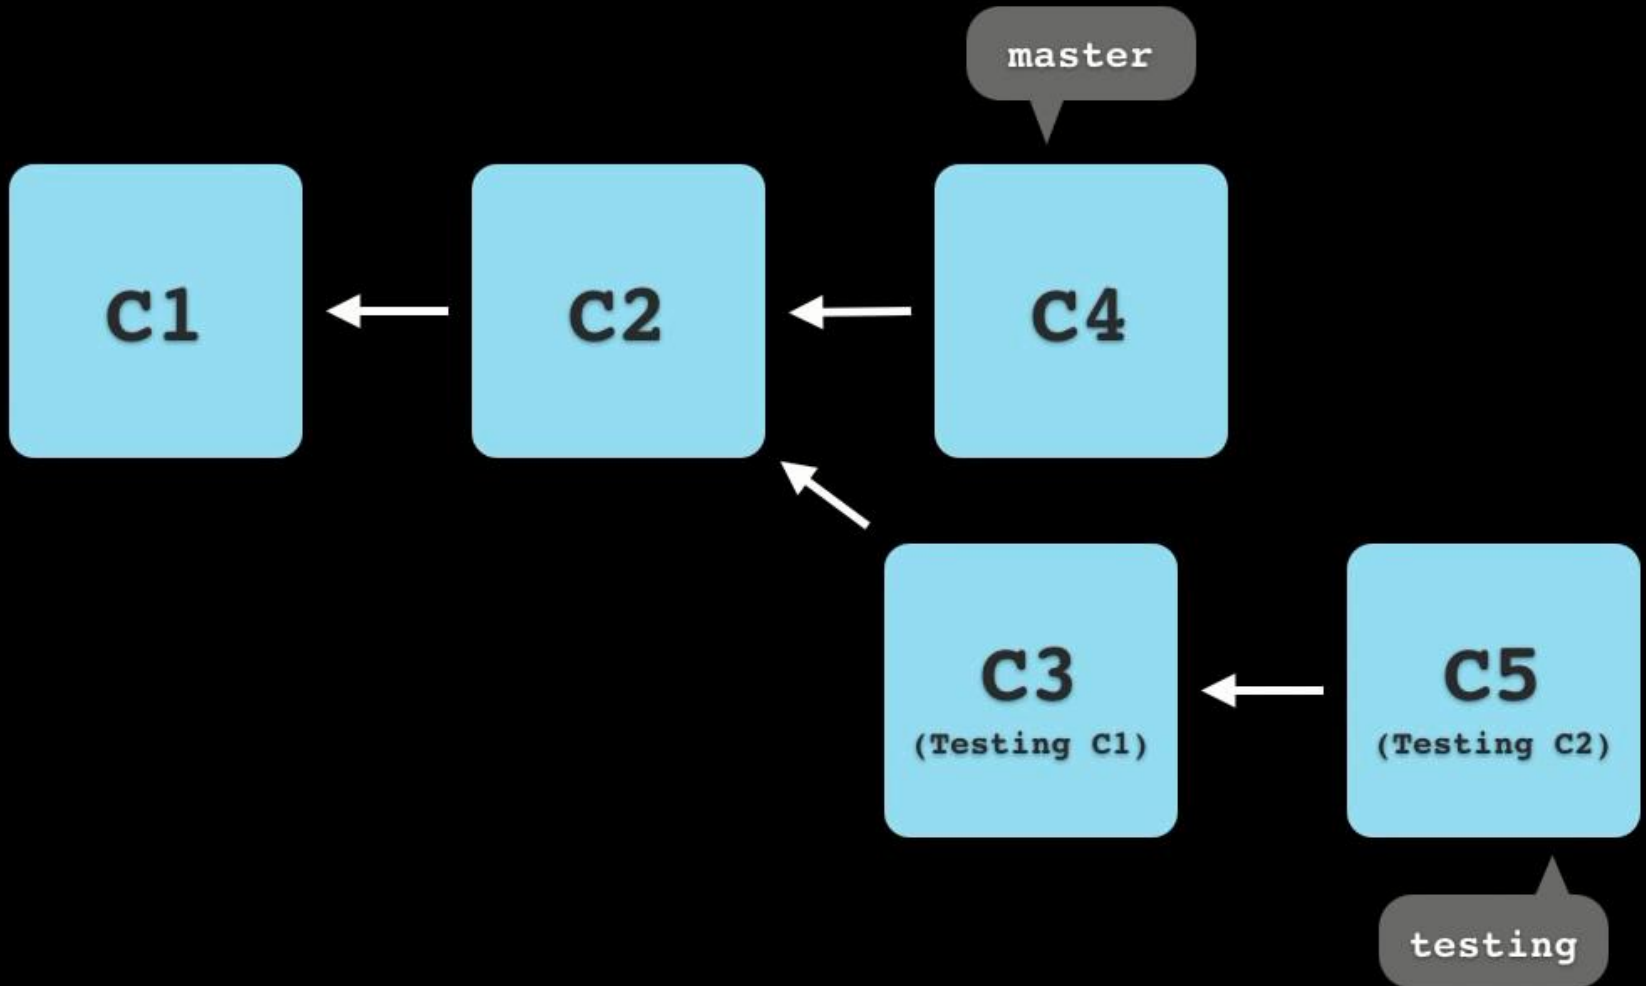 master
C1
C2
C4
C3
(Testing C1)
C5
(Testing C2)
testing